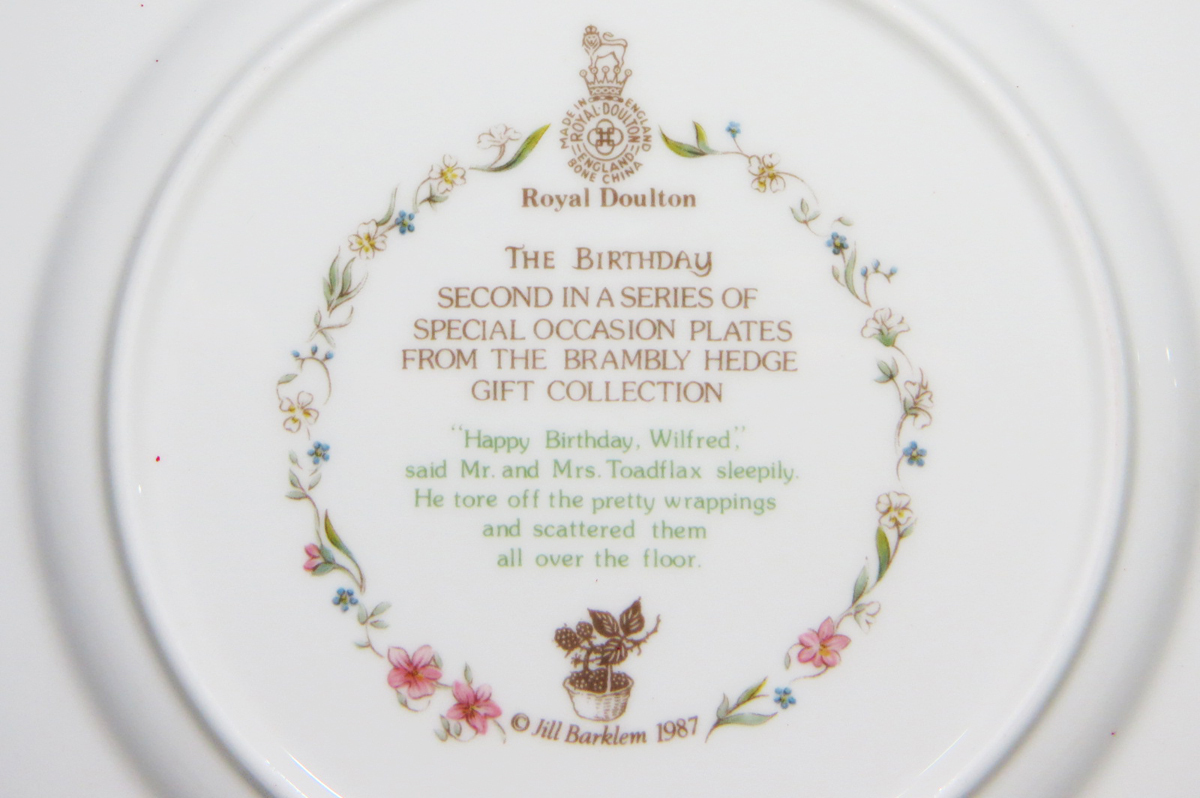 MADE IN ENGLAND
ROYAL·DOULTON
ENGLAND
BONE CHINA
Royal Doulton
THE BIRTHDAY
SECOND IN A SERIES OF
SPECIAL OCCASION PLATES
FROM THE BRAMBLY HEDGE
GIFT COLLECTION
"Happy Birthday, Wilfred,"
said Mr. and Mrs. Toadflax sleepily.
He tore off the pretty wrappings
and scattered them
all over the floor.
© Jill Barklem 1987